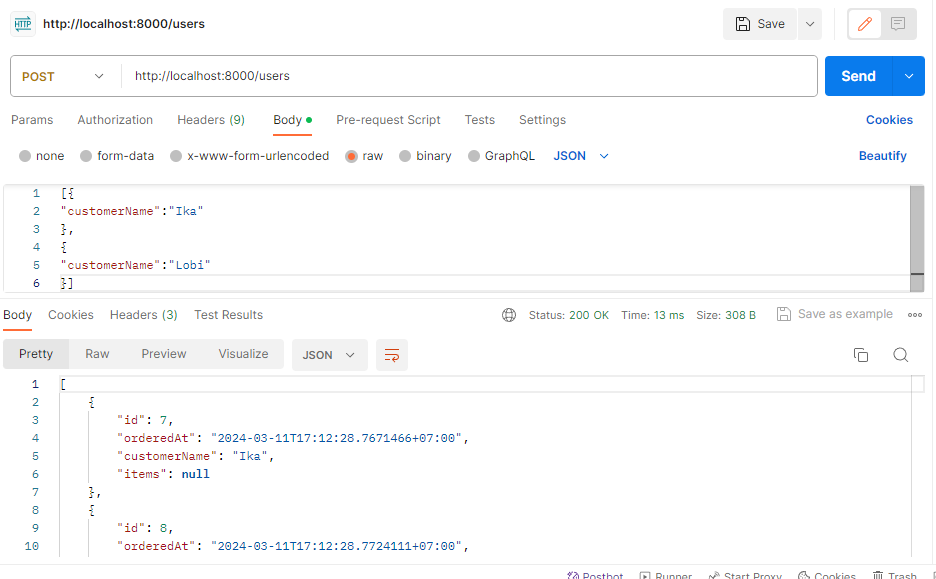 HTTP http://localhost:8000/users Save
POST http://localhost:8000/users Send
Params Authorization Headers (9) Body Pre-request Script Tests Settings Cookies
none form-data x-www-form-urlencoded raw binary GraphQL JSON Beautify
1 [{
2 "customerName":"Ika"
3 },
4 {
5 "customerName":"Lobi"
6 }]
Body Cookies Headers (3) Test Results Status: 200 OK Time: 13 ms Size: 308 B Save as example
Pretty Raw Preview Visualize JSON
1 [
2 {
3 "id": 7,
4 "orderedAt": "2024-03-11T17:12:28.7671466+07:00",
5 "customerName": "Ika",
6 "items": null
7 },
8 {
9 "id": 8,
10 "orderedAt": "2024-03-11T17:12:28.7724111+07:00",
Postbot Runner Start Proxy Cookies Trash